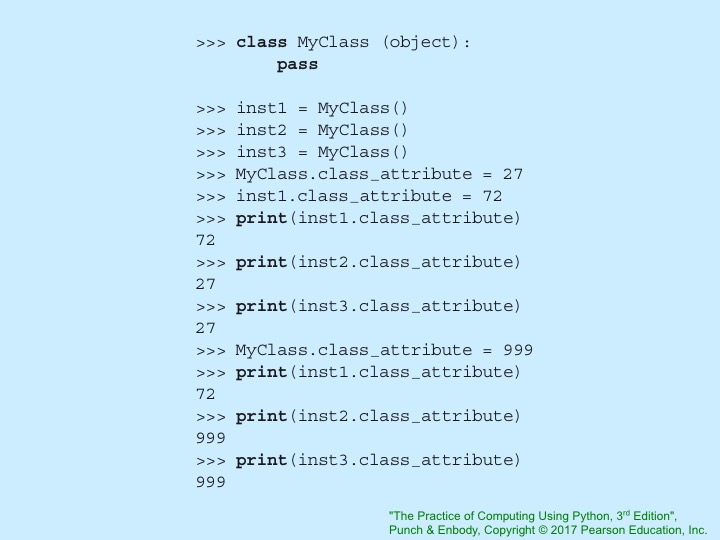 >>> class MyClass (object):
        pass

>>> inst1 = MyClass()
>>> inst2 = MyClass()
>>> inst3 = MyClass()
>>> MyClass.class_attribute = 27
>>> inst1.class_attribute = 72
>>> print(inst1.class_attribute)
72
>>> print(inst2.class_attribute)
27
>>> print(inst3.class_attribute)
27
>>> MyClass.class_attribute = 999
>>> print(inst1.class_attribute)
72
>>> print(inst2.class_attribute)
999
>>> print(inst3.class_attribute)
999
"The Practice of Computing Using Python, 3rd Edition",
Punch & Enbody, Copyright © 2017 Pearson Education, Inc.